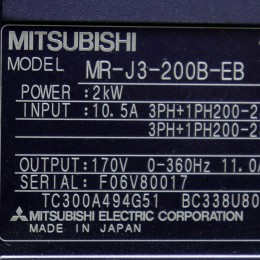 MITSUBISHI
MODEL MR-J3-200B-EB
POWER :2kW
INPUT :10.5A 3PH+1PH200-2
3PH+1PH200-2
OUTPUT:170V 0-360Hz 11.0
SERIAL: F06V80017
TC300A494G51 BC338U80
MITSUBISHI ELECTRIC CORPORATION
MADE IN JAPAN